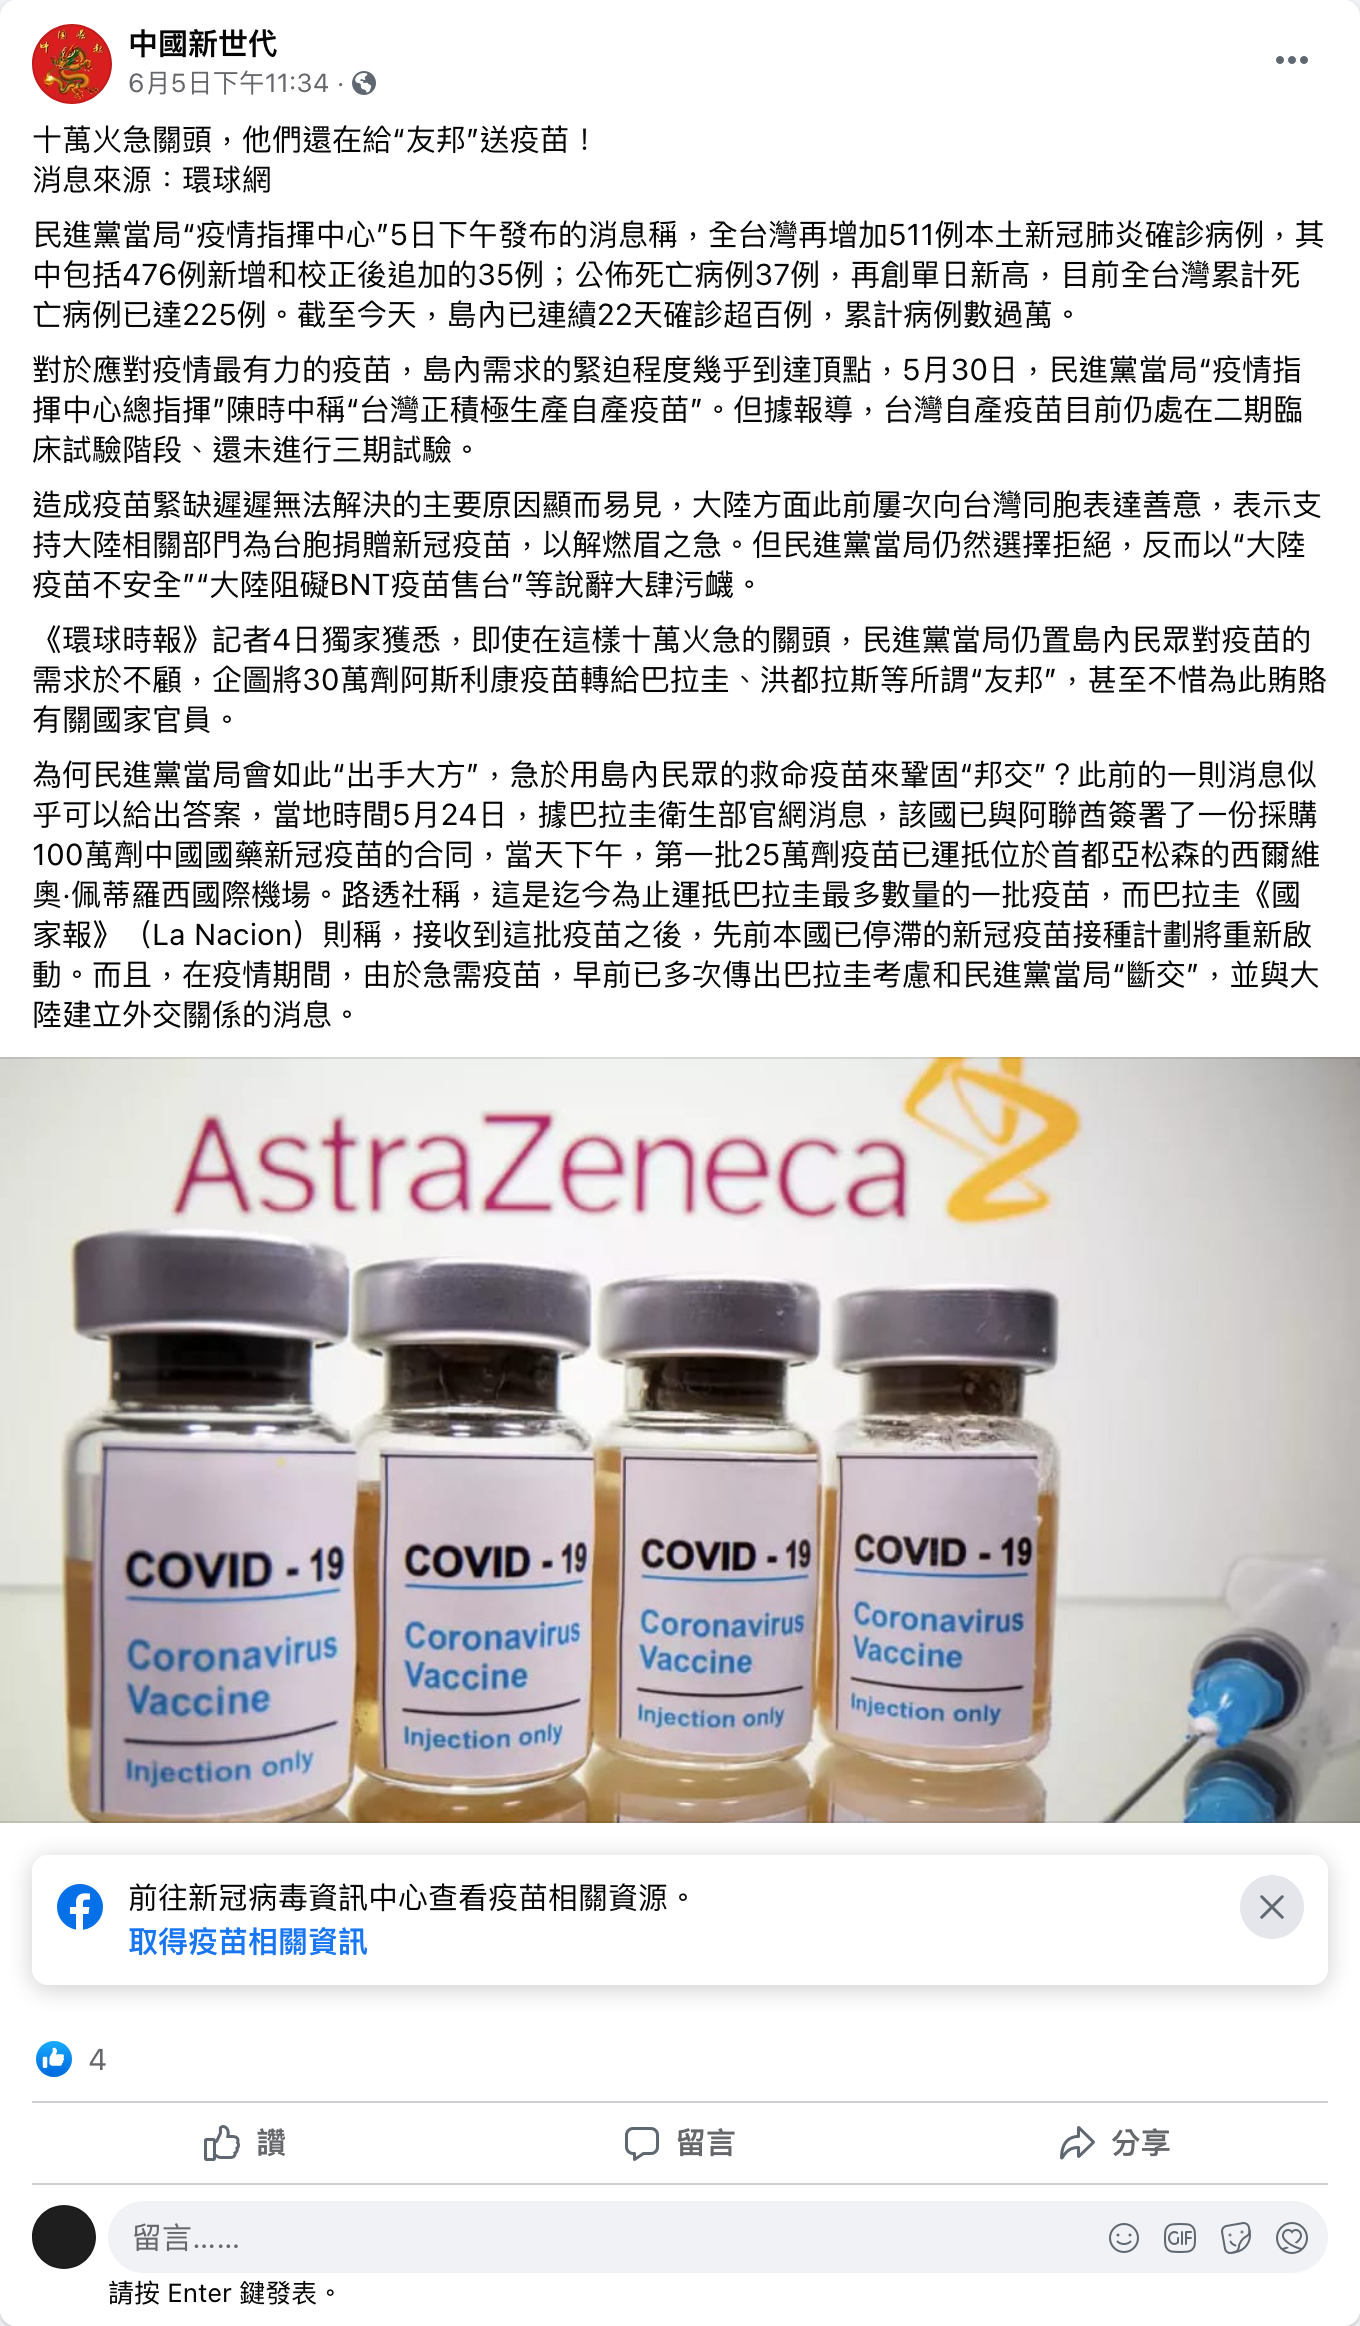 中國新世代
6月5日下午11:34 ·
十萬火急關頭，他們還在給“友邦”送疫苗！
消息來源：環球網
民進黨當局“疫情指揮中心”5日下午發布的消息稱，全台灣再增加511例本土新冠肺炎確診病例，其
中包括476例新增和校正後追加的35例；公佈死亡病例37例，再創單日新高，目前全台灣累計死
亡病例已達225例。截至今天，島內已連續22天確診超百例，累計病例數過萬。
對於應對疫情最有力的疫苗，島內需求的緊迫程度幾乎到達頂點，5月30日，民進黨當局“疫情指
揮中心總指揮”陳時中稱“台灣正積極生產自產疫苗”。但據報導，台灣自產疫苗目前仍處在二期臨
床試驗階段、還未進行三期試驗。
造成疫苗緊缺遲遲無法解決的主要原因顯而易見，大陸方面此前屢次向台灣同胞表達善意，表示支
持大陸相關部門為台胞捐贈新冠疫苗，以解燃眉之急。但民進黨當局仍然選擇拒絕，反而以“大陸
疫苗不安全”“大陸阻礙BNT疫苗售台”等說辭大肆污衊。
《環球時報》記者4日獨家獲悉，即使在這樣十萬火急的關頭，民進黨當局仍置島內民眾對疫苗的
需求於不顧，企圖將30萬劑阿斯利康疫苗轉給巴拉圭、洪都拉斯等所謂“友邦”，甚至不惜為此賄賂
有關國家官員。
為何民進黨當局會如此“出手大方”，急於用島內民眾的救命疫苗來鞏固“邦交”？此前的一則消息似
乎可以給出答案，當地時間5月24日，據巴拉圭衛生部官網消息，該國已與阿聯酋簽署了一份採購
100萬劑中國國藥新冠疫苗的合同，當天下午，第一批25萬劑疫苗已運抵位於首都亞松森的西爾維
奧·佩蒂羅西國際機場。路透社稱，這是迄今為止運抵巴拉圭最多數量的一批疫苗，而巴拉圭《國
家報》（La Nacion）則稱，接收到這批疫苗之後，先前本國已停滯的新冠疫苗接種計劃將重新啟
動。而且，在疫情期間，由於急需疫苗，早前已多次傳出巴拉圭考慮和民進黨當局“斷交”，並與大
陸建立外交關係的消息。
AstraZeneca
COVID - 19
Coronavirus
Vaccine
Injection only
COVID - 19
Coronavirus
Vaccine
Injection only
COVID - 19
Coronavirus
Vaccine
Injection only
COVID - 19
Coronavirus
Vaccine
Injection only
前往新冠病毒資訊中心查看疫苗相關資源。
取得疫苗相關資訊
4
讚
留言
分享
留言……
GIF
請按 Enter 鍵發表。